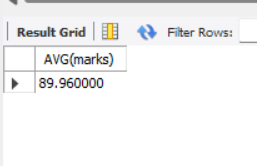 Result Grid Filter Rows:
AVG(marks)
89.960000